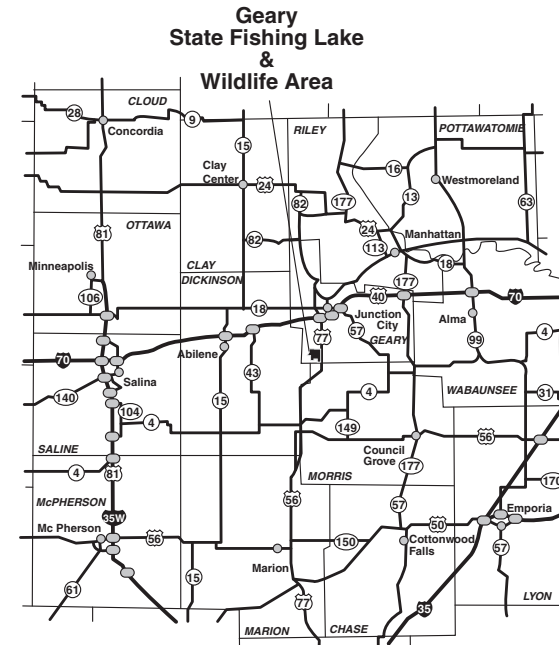 Geary
State Fishing Lake
&
Wildlife Area
CLOUD
28
9
Concordia
RILEY
POTTAWATOMIE
15
16
Clay
Center
24
Westmoreland
82
177
13
63
81
OTTAWA
24
Manhattan
82
113
18
Minneapolis
CLAY
DICKINSON
177
106
40
70
18
Junction
City
Alma
77
57
GEARY
99
4
70
Abilene
Salina
43
140
15
4
WABAUNSEE
31
104
4
149
Council
Grove
56
SALINE
177
4
81
MORRIS
170
McPHERSON
56
57
Emporia
35W
50
Mc Pherson
56
150
Cottonwood
Falls
57
Marion
15
61
77
35
LYON
MARION
CHASE